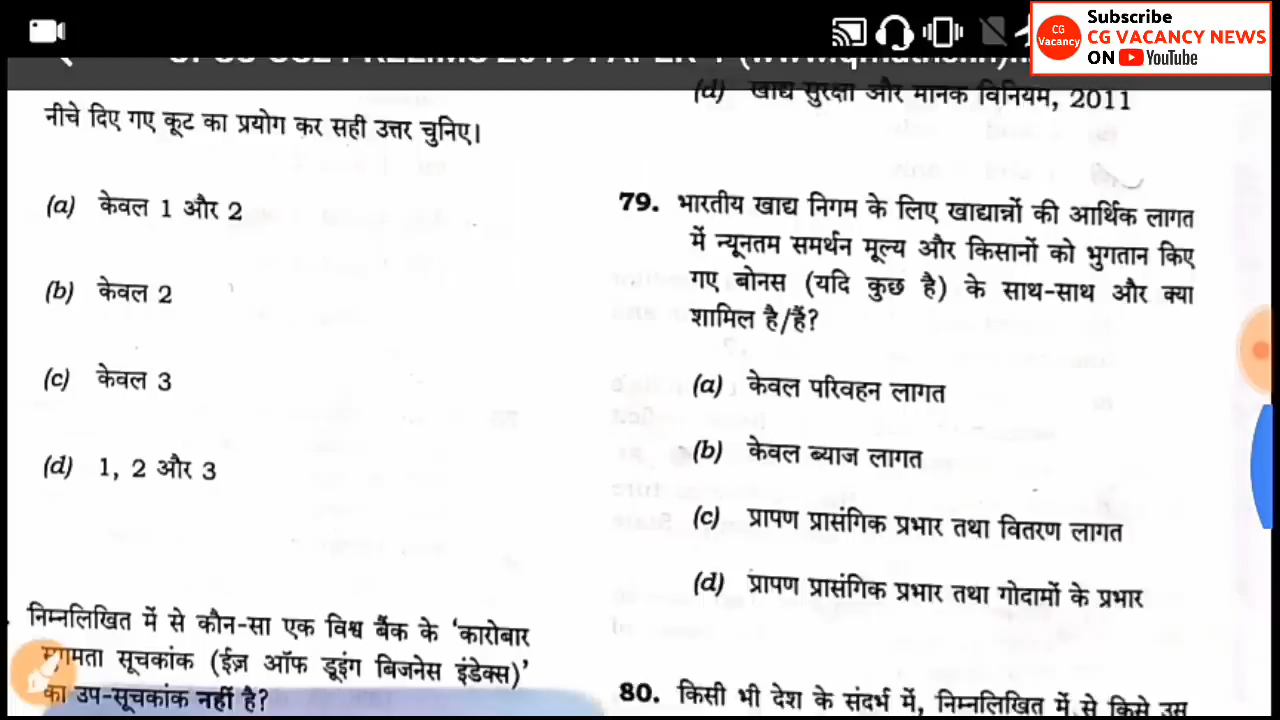 Subscribe
CG VACANCY NEWS
ON YouTube
CG
Vacancy
नीचे दिए गए कूट का प्रयोग कर सही उत्तर चुनिए।
(a) केवल 1 और 2
(b) केवल 2
(c) केवल 3
(d) 1, 2 और 3
निम्नलिखित में से कौन-सा एक विश्व बैंक के ‘कारोबार
सुगमता सूचकांक (ईज़ ऑफ डूइंग बिजनेस इंडेक्स)’
का उप-सूचकांक नहीं है?
(d) खाद्य सुरक्षा और मानक विनियम, 2011
79. भारतीय खाद्य निगम के लिए खाद्यान्नों की आर्थिक लागत
में न्यूनतम समर्थन मूल्य और किसानों को भुगतान किए
गए बोनस (यदि कुछ है) के साथ-साथ और क्या
शामिल है/हैं?
(a) केवल परिवहन लागत
(b) केवल ब्याज लागत
(c) प्रापण प्रासंगिक प्रभार तथा वितरण लागत
(d) प्रापण प्रासंगिक प्रभार तथा गोदामों के प्रभार
80. किसी भी देश के संदर्भ में, निम्नलिखित में से किसे उस